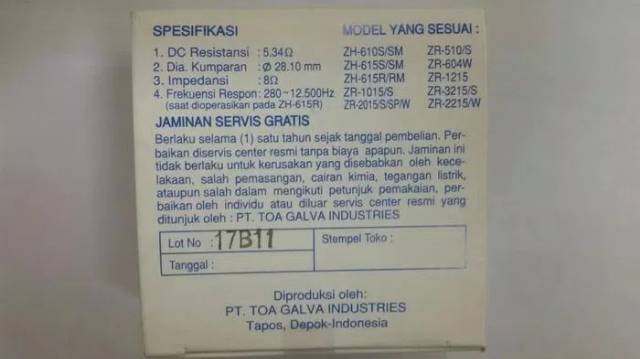 SPESIFIKASI
MODEL YANG SESUAI :
1. DC Resistansi : 5.34Ω
2. Dia. Kumparan : Ø 28.10 mm
3. Impedansi : 8Ω
4. Frekuensi Respon: 280~12.500Hz
(saat dioperasikan pada ZH-615R)
ZH-610S/SM ZR-510/S
ZH-615S/SM ZR-604W
ZH-615R/RM ZR-1215
ZR-1015/S ZR-3215/S
ZR-2015/S/SP/W ZR-2215/W
JAMINAN SERVIS GRATIS
Berlaku selama (1) satu tahun sejak tanggal pembelian. Per-
baikan diservis center resmi tanpa biaya apapun. Jaminan ini
tidak berlaku untuk kerusakan yang disebabkan oleh kece-
lakaan, salah pemasangan, cairan kimia, tegangan listrik,
ataupun salah dalam mengikuti petunjuk pemakaian, per-
baikan oleh individu atau diluar servis center resmi yang
ditunjuk oleh : PT. TOA GALVA INDUSTRIES
Lot No : 17B11
Stempel Toko :
Tanggal :
Diproduksi oleh:
PT. TOA GALVA INDUSTRIES
Tapos, Depok-Indonesia